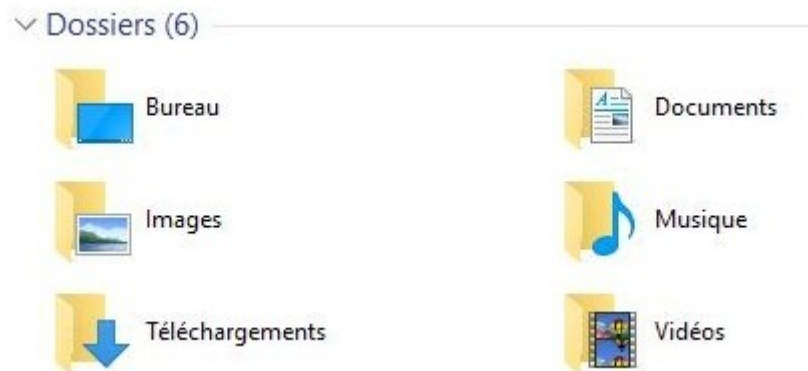 Dossiers (6)
Bureau
Documents
Images
Musique
Téléchargements
Vidéos